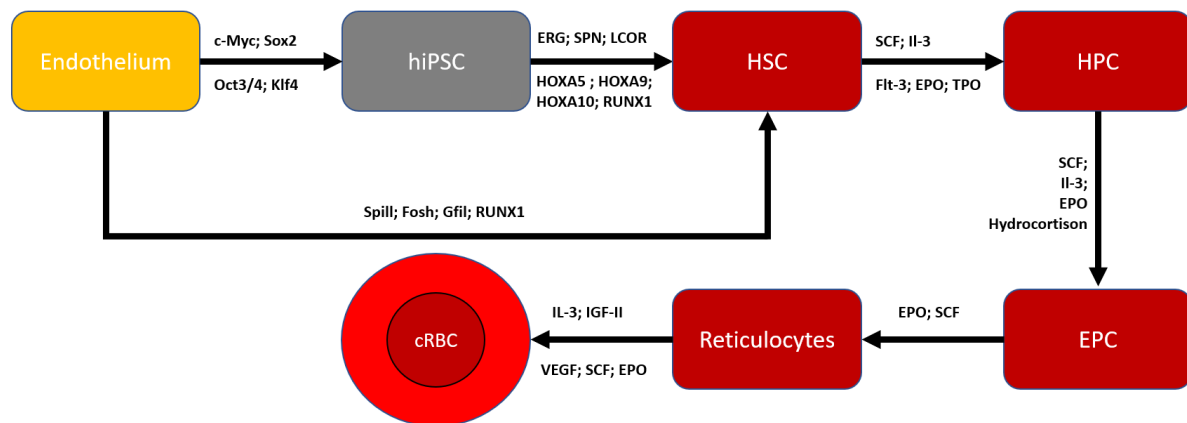 Endothelium
c-Myc; Sox2
Oct3/4; Klf4
hiPSC
ERG; SPN; LCOR
HOXA5 ; HOXA9;
HOXA10; RUNX1
HSC
SCF; Il-3
Flt-3; EPO; TPO
HPC
Spill; Fosh; Gfil; RUNX1
SCF;
Il-3;
EPO
Hydrocortison
cRBC
IL-3; IGF-II
VEGF; SCF; EPO
Reticulocytes
EPO; SCF
EPC